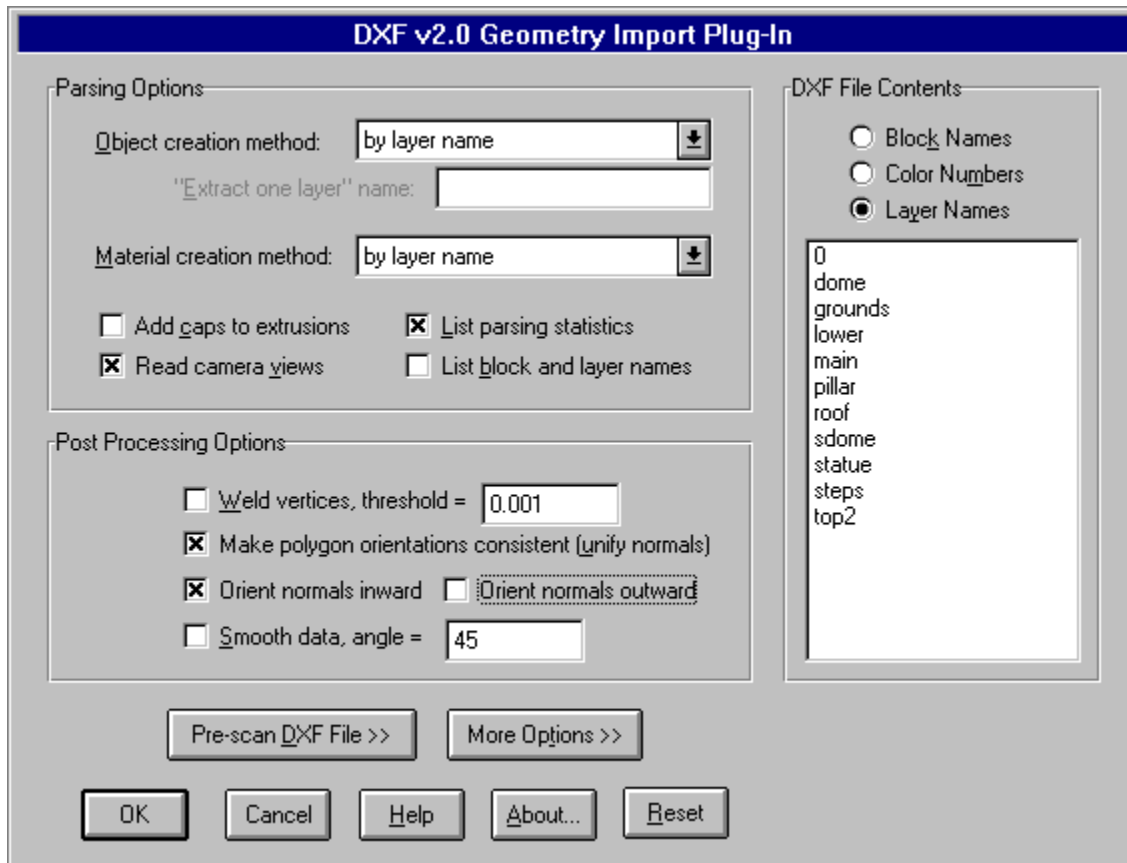 DXF v2.0 Geometry Import Plug-In
Parsing Options
Object creation method: by layer name
"Extract one layer" name:
Material creation method: by layer name
Add caps to extrusions
List parsing statistics
Read camera views
List block and layer names
Post Processing Options
Weld vertices, threshold = 0.001
Make polygon orientations consistent (unify normals)
Orient normals inward
Orient normals outward
Smooth data, angle = 45
DXF File Contents
Block Names
Color Numbers
Layer Names
0
dome
grounds
lower
main
pillar
roof
sdome
statue
steps
top2
Pre-scan DXF File >>
More Options >>
OK
Cancel
Help
About...
Reset